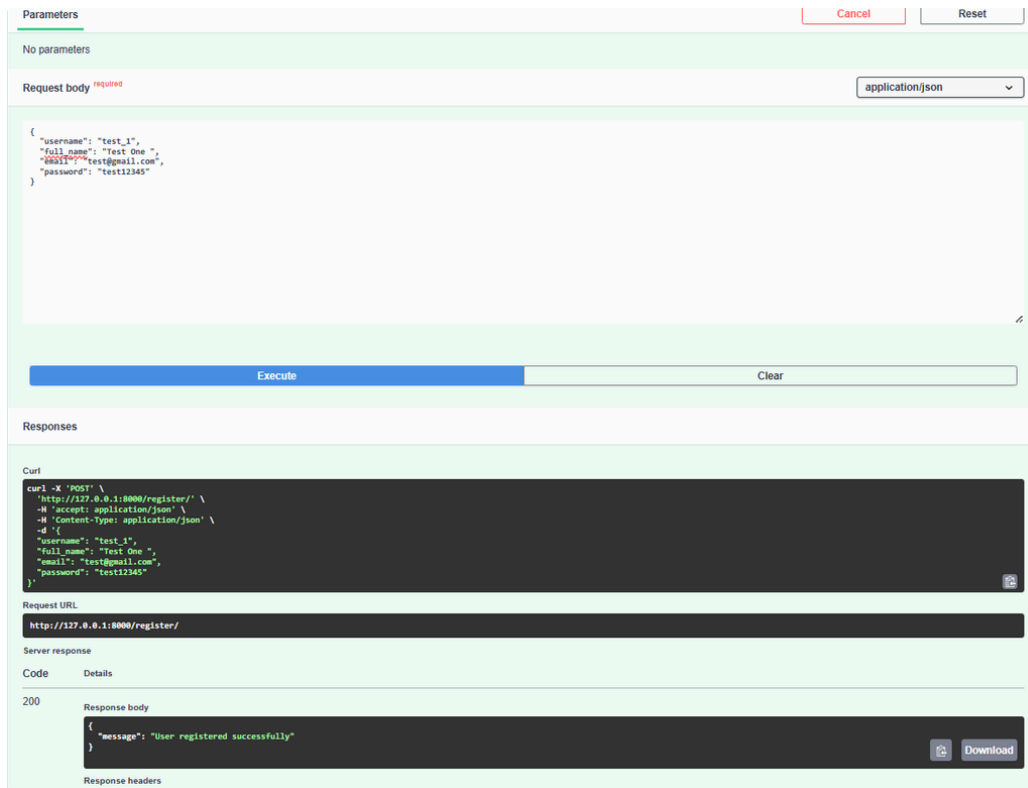 Parameters
Cancel
Reset
No parameters
Request body required
application/json
{
  "username": "test_1",
  "full_name": "Test One ",
  "email": "test@gmail.com",
  "password": "test12345"
}
Execute
Clear
Responses
Curl
curl -X 'POST' \
  'http://127.0.0.1:8000/register/' \
  -H 'accept: application/json' \
  -H 'Content-Type: application/json' \
  -d '{
  "username": "test_1",
  "full_name": "Test One ",
  "email": "test@gmail.com",
  "password": "test12345"
}'
Request URL
http://127.0.0.1:8000/register/
Server response
Code Details
200
Response body
{
  "message": "User registered successfully"
}
Download
Response headers